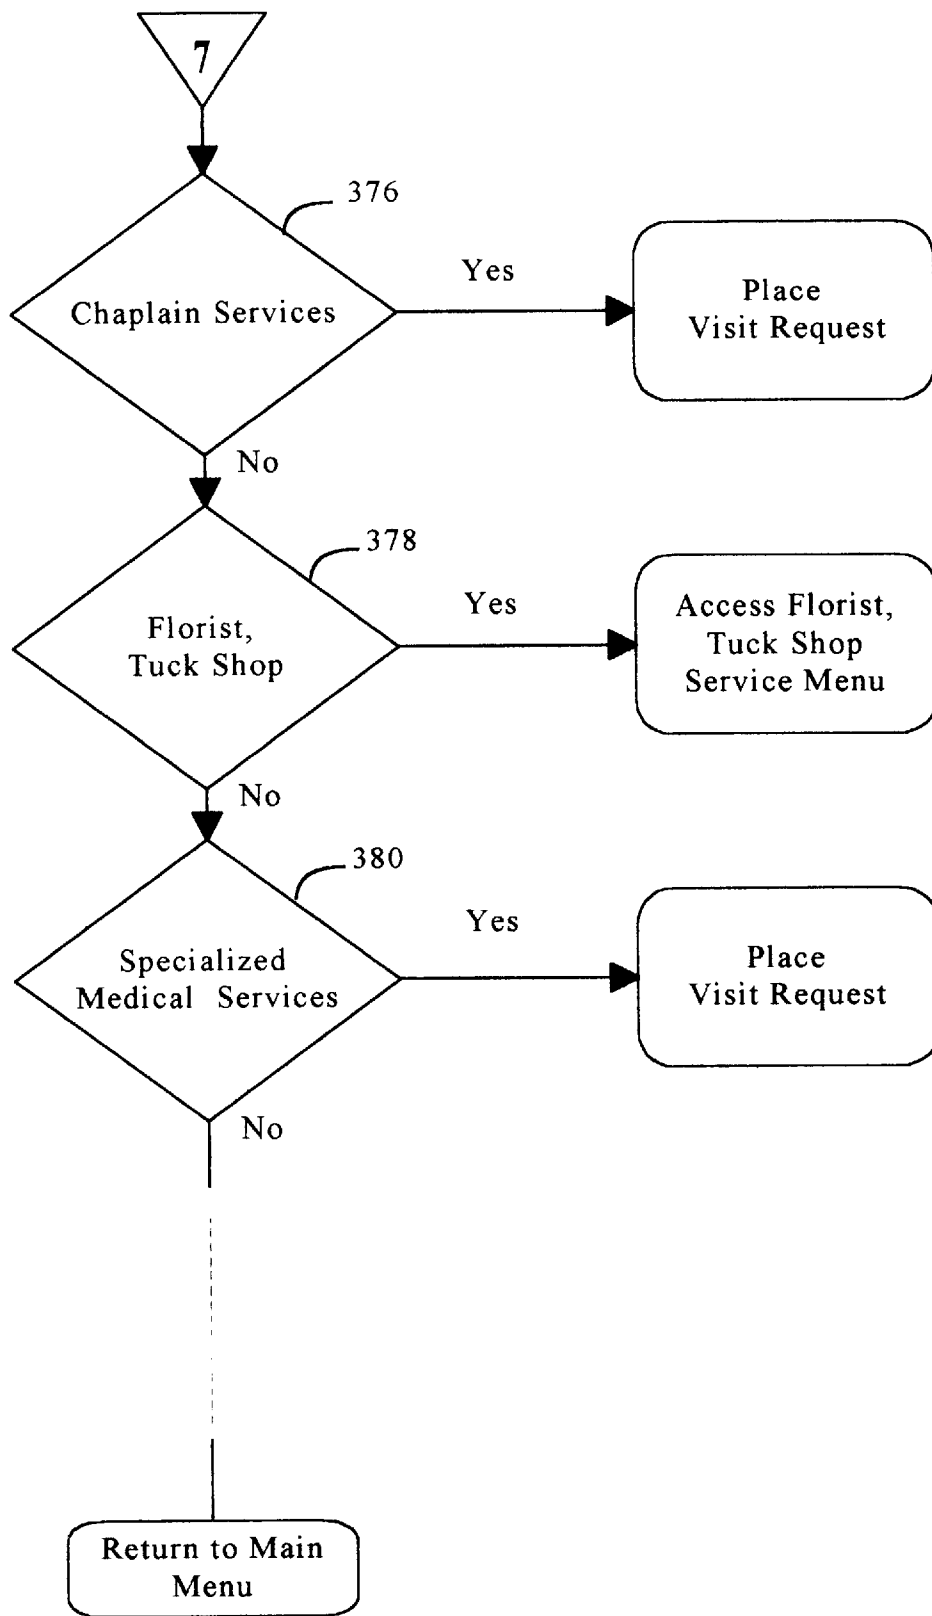 7
376
Chaplain Services
Yes
Place
Visit Request
No
378
Florist,
Tuck Shop
Yes
Access Florist,
Tuck Shop
Service Menu
No
380
Specialized
Medical Services
Yes
Place
Visit Request
No
Return to Main
Menu